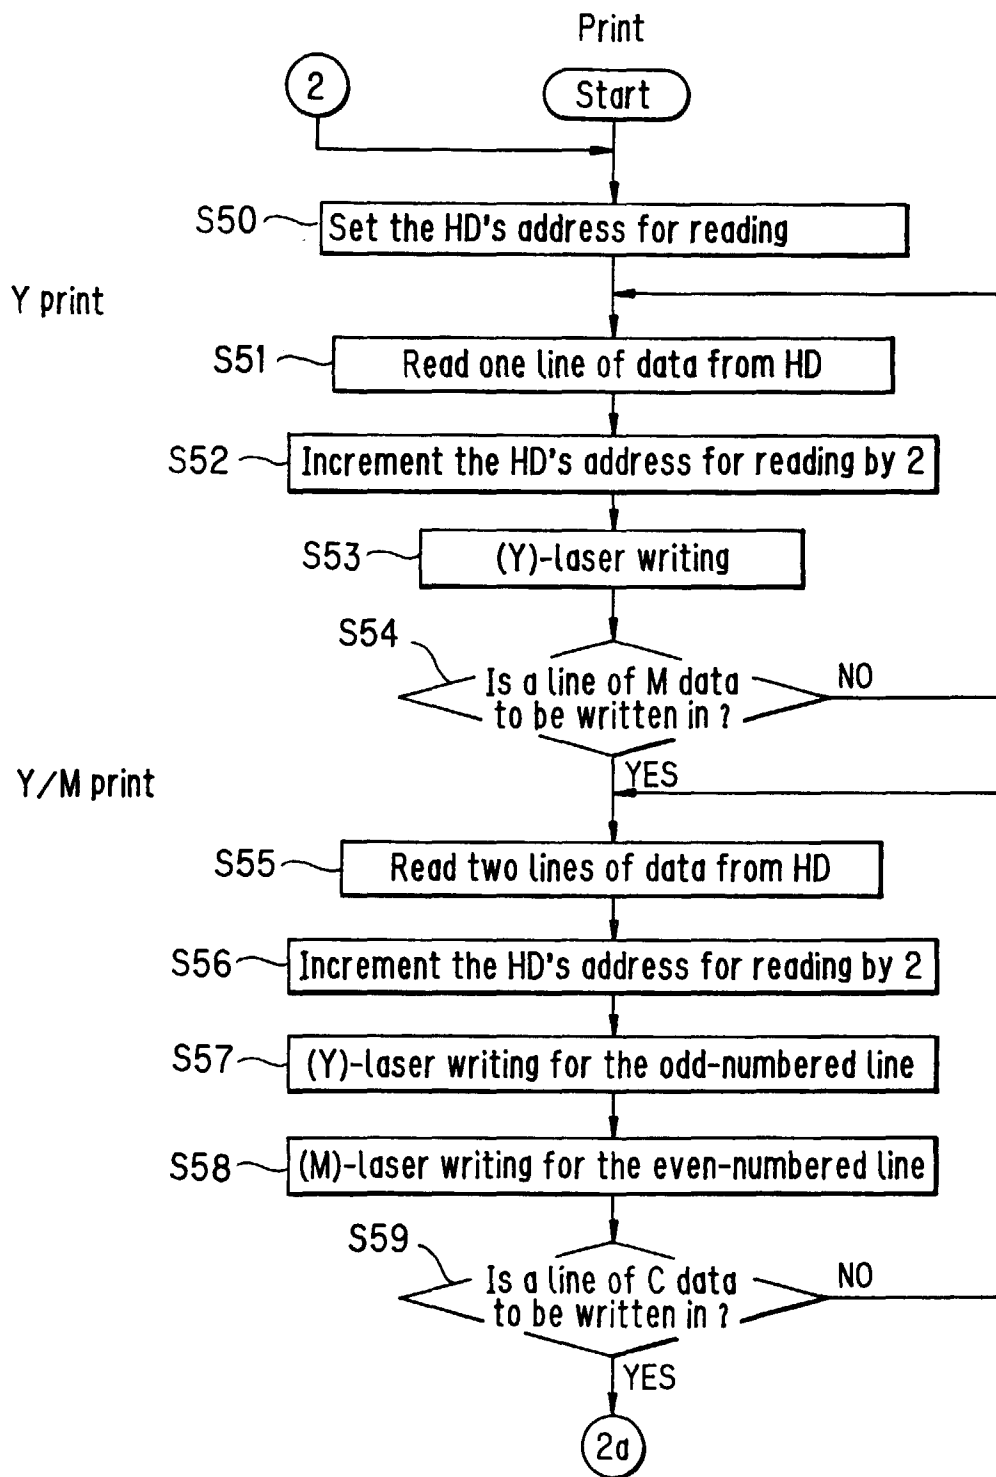 Print
2
Start
S50
Set the HD's address for reading
Y print
S51
Read one line of data from HD
S52
Increment the HD's address for reading by 2
S53
(Y)-laser writing
S54
Is a line of M data
to be written in ?
NO
YES
Y/M print
S55
Read two lines of data from HD
S56
Increment the HD's address for reading by 2
S57
(Y)-laser writing for the odd-numbered line
S58
(M)-laser writing for the even-numbered line
S59
Is a line of C data
to be written in ?
NO
YES
2a